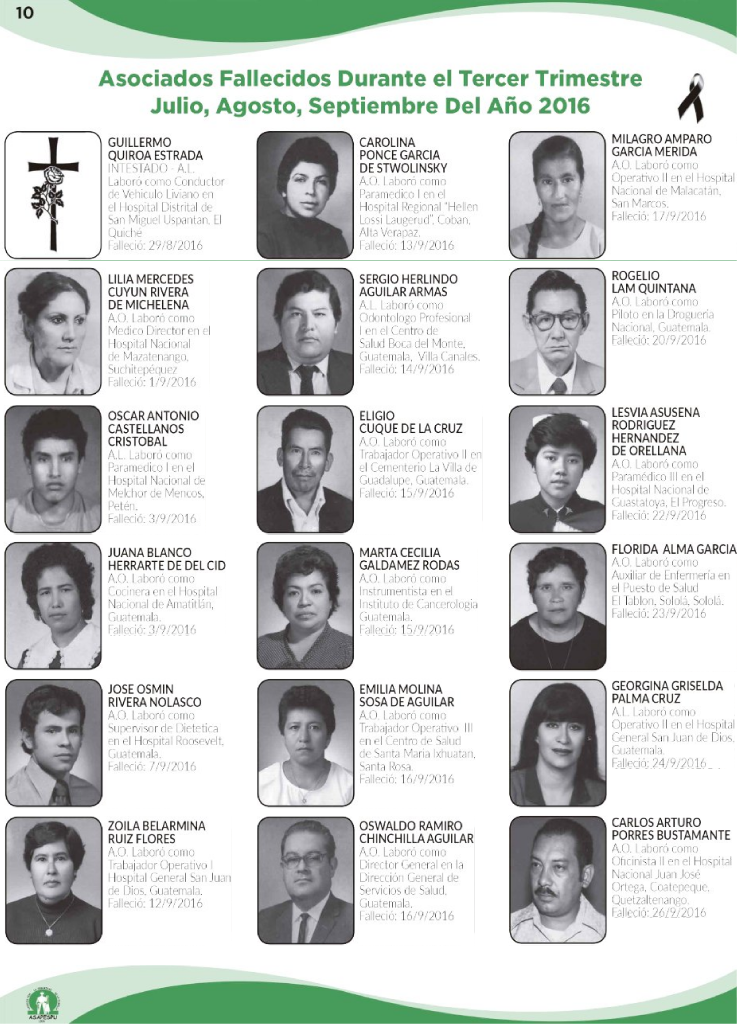 10
Asociados Fallecidos Durante el Tercer Trimestre
Julio, Agosto, Septiembre Del Año 2016
GUILLERMO
QUIROA ESTRADA
INTESTADO - A.L.
Laboró como Conductor
de Vehiculo Liviano en
el Hospital Distrital de
San Miguel Uspantan, El
Quiché
Falleció: 29/8/2016
LILIA MERCEDES
CUYUN RIVERA
DE MICHELENA
A.O. Laboró como
Medico Director en el
Hospital Nacional
de Mazatenango,
Suchitepéquez
Falleció: 1/9/2016
OSCAR ANTONIO
CASTELLANOS
CRISTOBAL
A.L. Laboró como
Paramedico I en el
Hospital Nacional de
Melchor de Mencos,
Petén.
Falleció: 3/9/2016
JUANA BLANCO
HERRARTE DE DEL CID
A.O. Laboró como
Cocinera en el Hospital
Nacional de Amatitlán,
Guatemala.
Falleció: 3/9/2016
JOSE OSMIN
RIVERA NOLASCO
A.O. Laboró como
Supervisor de Dietetica
en el Hospital Roosevelt,
Guatemala.
Falleció: 7/9/2016
ZOILA BELARMINA
RUIZ FLORES
A.O. Laboró como
Trabajador Operativo I
Hospital General San Juan
de Dios, Guatemala.
Falleció: 12/9/2016
CAROLINA
PONCE GARCIA
DE STWOLINSKY
A.O. Laboró como
Paramedico I en el
Hospital Regional "Hellen
Lossi Laugerud", Coban,
Alta Verapaz.
Falleció: 13/9/2016
SERGIO HERLINDO
AGUILAR ARMAS
A.L. Laboró como
Odontologo Profesional
I en el Centro de
Salud Boca del Monte,
Guatemala, Villa Canales.
Falleció: 14/9/2016
ELIGIO
CUQUE DE LA CRUZ
A.O. Laboró como
Trabajador Operativo II en
el Cementerio La Villa de
Guadalupe, Guatemala.
Falleció: 15/9/2016
MARTA CECILIA
GALDAMEZ RODAS
A.O. Laboró como
Instrumentista en el
Instituto de Cancerología
Guatemala.
Falleció: 15/9/2016
EMILIA MOLINA
SOSA DE AGUILAR
A.O. Laboró como
Trabajador Operativo III
en el Centro de Salud
de Santa Maria Ixhuatan,
Santa Rosa.
Falleció: 16/9/2016
OSWALDO RAMIRO
CHINCHILLA AGUILAR
A.O. Laboró como
Director General en la
Dirección General de
Servicios de Salud,
Guatemala.
Falleció: 16/9/2016
MILAGRO AMPARO
GARCIA MERIDA
A.O. Laboró como
Operativo II en el Hospital
Nacional de Malacatán,
San Marcos.
Falleció: 17/9/2016
ROGELIO
LAM QUINTANA
A.O. Laboró como
Piloto en la Droguería
Nacional, Guatemala.
Falleció: 20/9/2016
LESVIA ASUSENA
RODRIGUEZ
HERNANDEZ
DE ORELLANA
A.O. Laboró como
Paramédico III en el
Hospital Nacional de
Guastatoya, El Progreso.
Falleció: 22/9/2016
FLORIDA ALMA GARCIA
A.O. Laboró como
Auxiliar de Enfermería en
el Puesto de Salud
El Tablon, Sololá, Sololá.
Falleció: 23/9/2016
GEORGINA GRISELDA
PALMA CRUZ
A.L. Laboró como
Operativo II en el Hospital
General San Juan de Dios,
Guatemala.
Falleció: 24/9/2016
CARLOS ARTURO
PORRES BUSTAMANTE
A.O. Laboró como
Oficinista II en el Hospital
Nacional Juan José
Ortega, Coatepeque,
Quetzaltenango.
Falleció: 26/9/2016